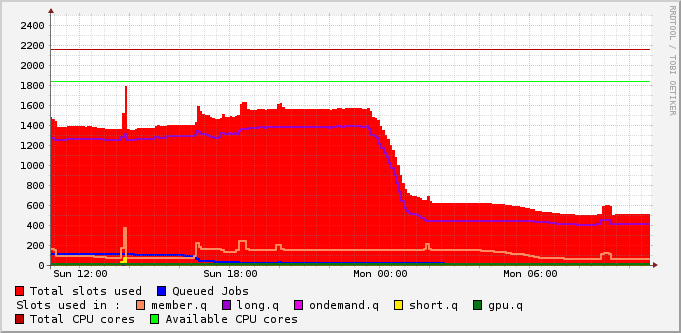 RRDTOOL / TOBI OETIKER
2400
2200
2000
1800
1600
1400
1200
1000
800
600
400
200
0
Sun 12:00 Sun 18:00 Mon 00:00 Mon 06:00
Total slots used Queued Jobs
Slots used in : member.q long.q ondemand.q short.q gpu.q
Total CPU cores Available CPU cores